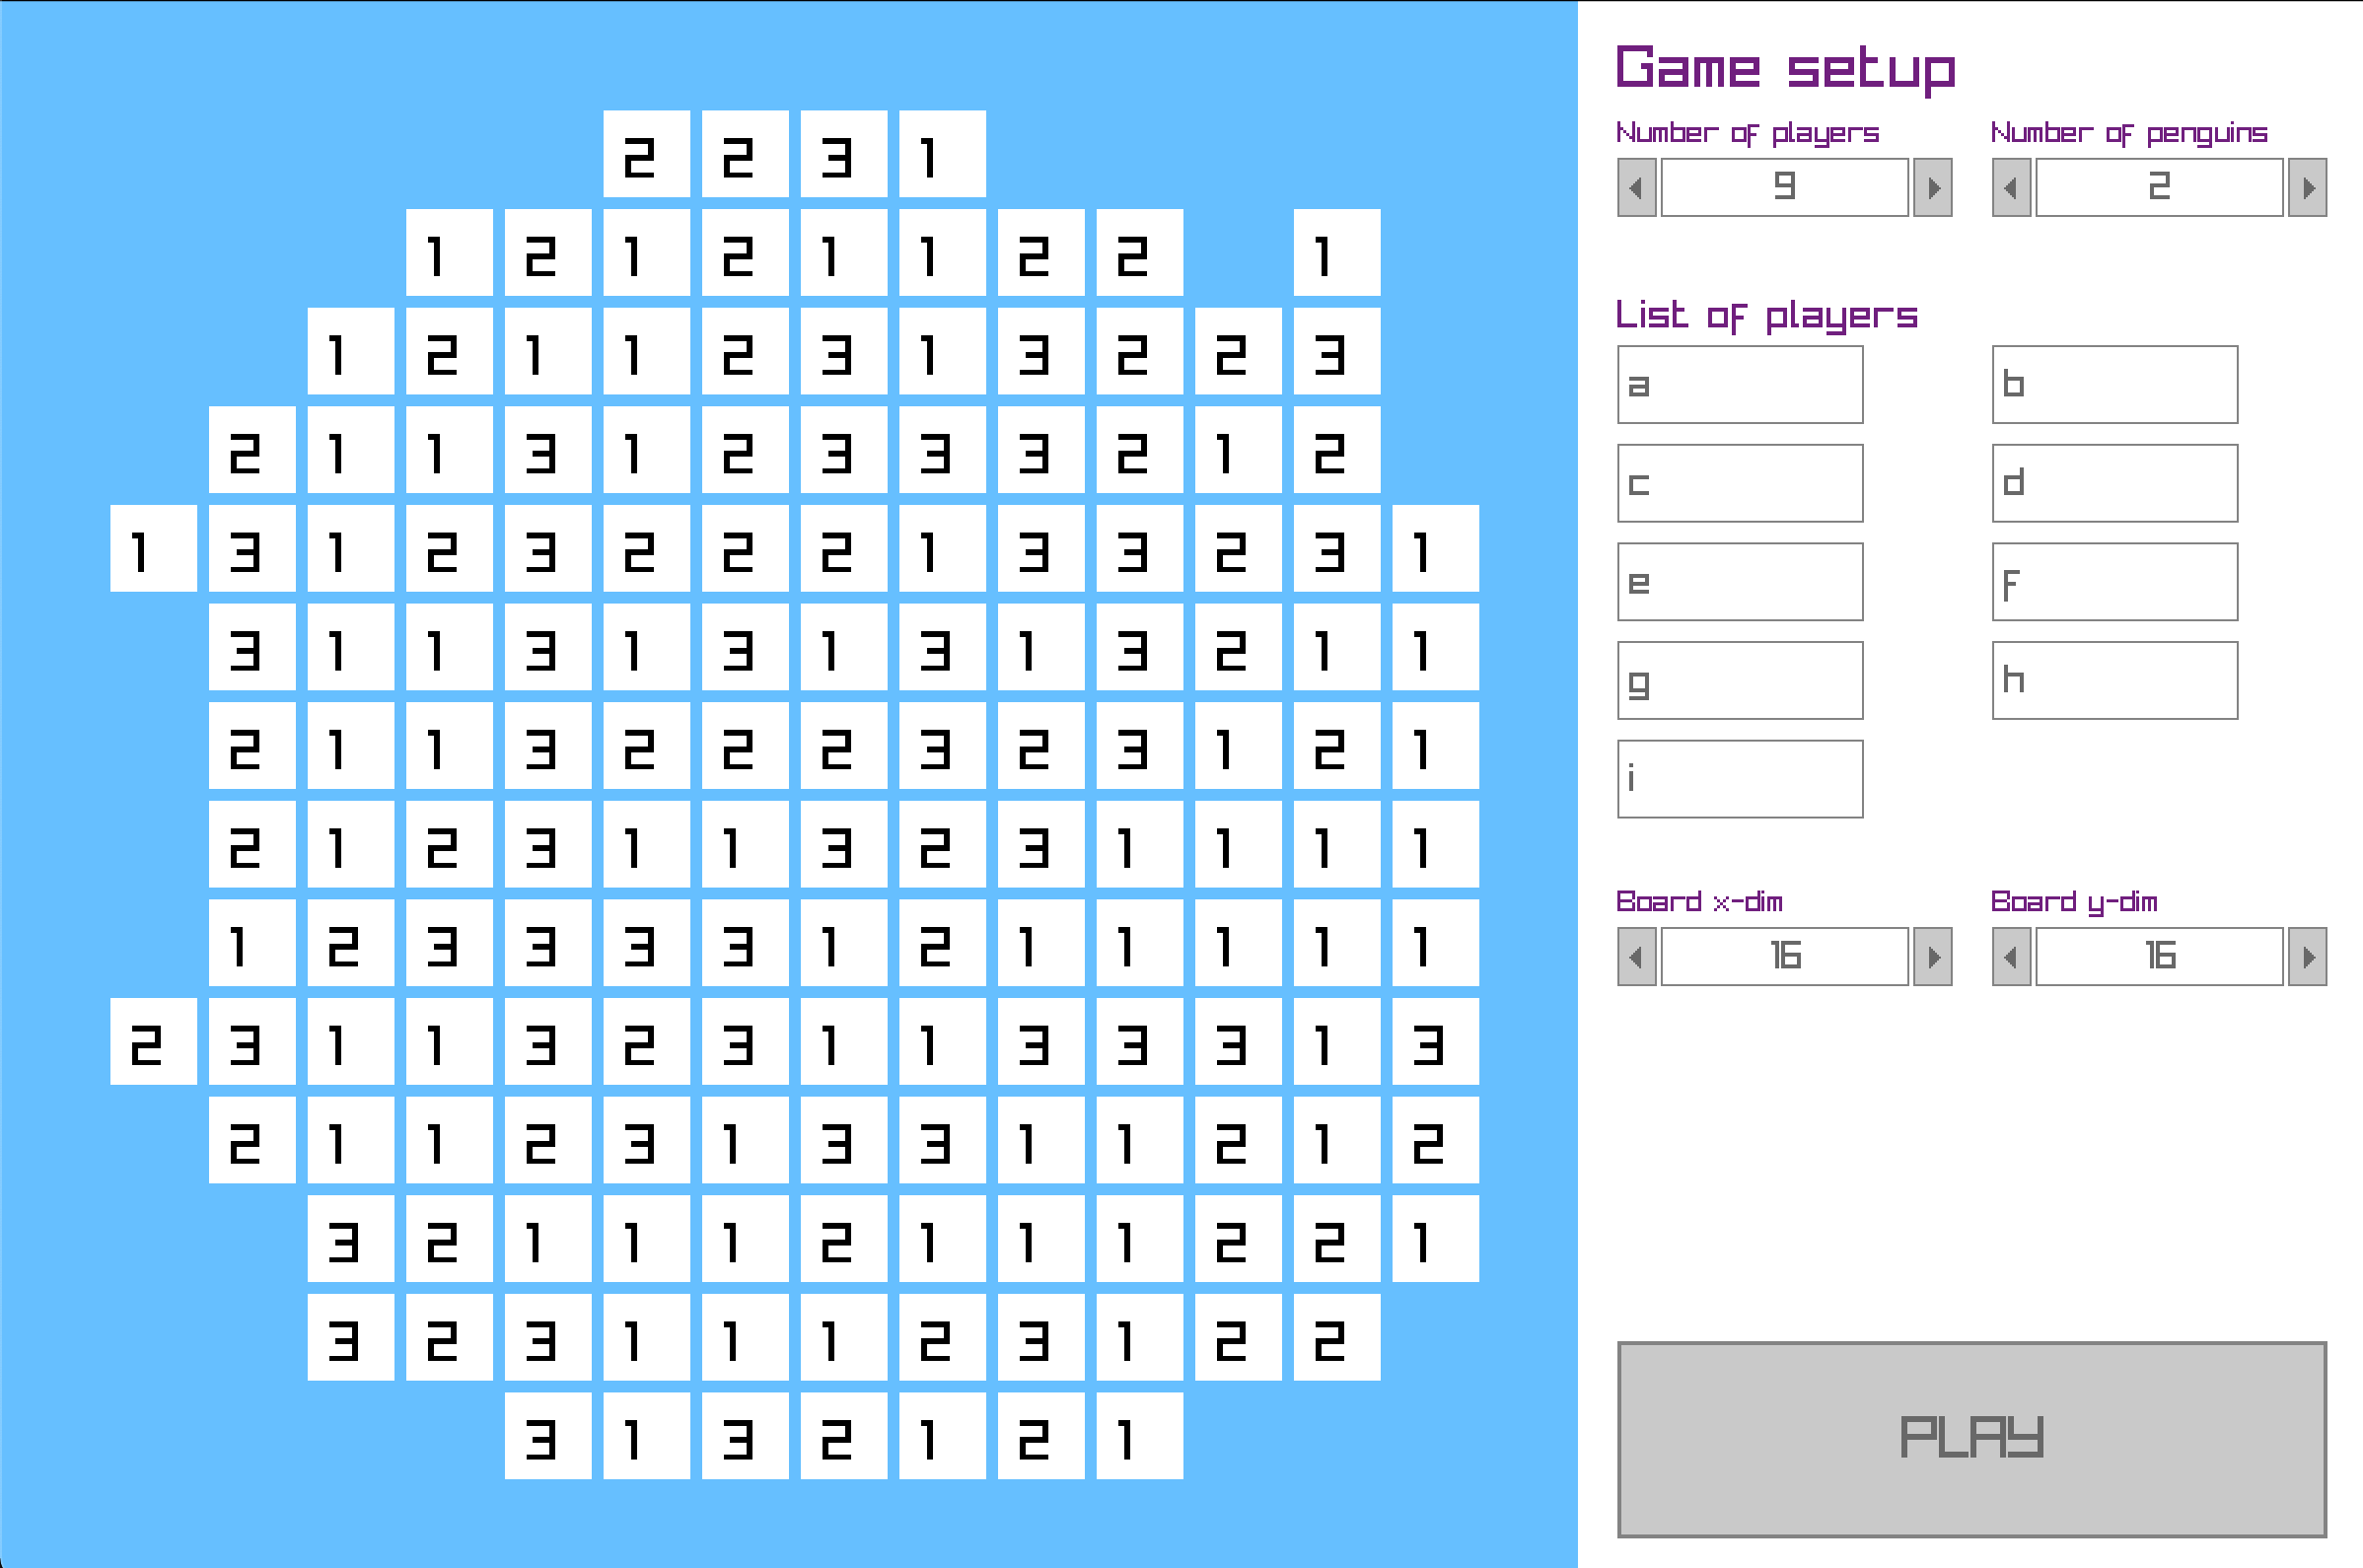 2 2 3 1
1 2 1 2 1 1 2 2 1
1 2 1 1 2 3 1 3 2 2 3
2 1 1 3 1 2 3 3 3 2 1 2
1 3 1 2 3 2 2 2 1 3 3 2 3 1
3 1 1 3 1 3 1 3 1 3 2 1 1
2 1 1 3 2 2 2 3 2 3 1 2 1
2 1 2 3 1 1 3 2 3 1 1 1 1
1 2 3 3 3 3 1 2 1 1 1 1 1
2 3 1 1 3 2 3 1 1 3 3 3 1 3
2 1 1 2 3 1 3 3 1 1 2 1 2
3 2 1 1 1 2 1 1 1 2 2 1
3 2 3 1 1 1 2 3 1 2 2
3 1 3 2 1 2 1
Game setup
Number of players Number of penguins
9 2
List of players
a b
c d
e f
g h
i
Board x-dim Board y-dim
16 16
PLAY